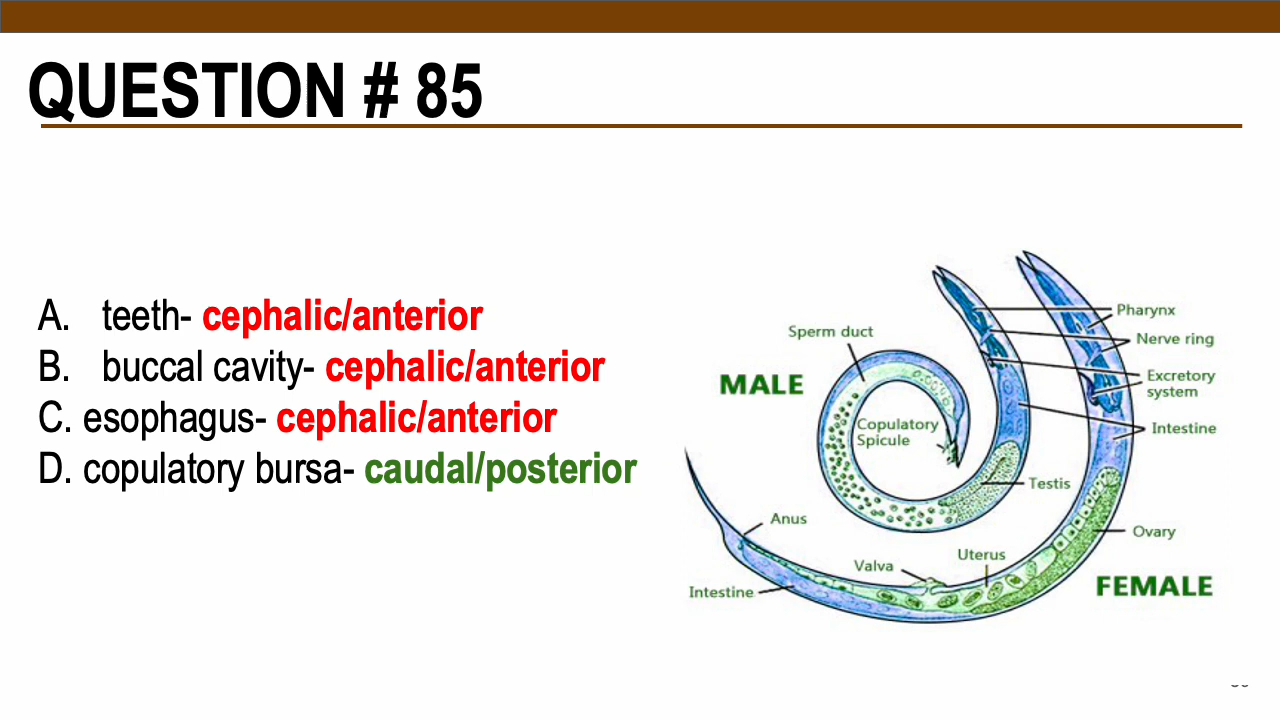 QUESTION # 85
A. teeth- cephalic/anterior
B. buccal cavity- cephalic/anterior
C. esophagus- cephalic/anterior
D. copulatory bursa- caudal/posterior
Pharynx
Nerve ring
Sperm duct
Excretory
system
MALE
Copulatory
Spicule
Intestine
Testis
Anus
Ovary
Valva
Uterus
Intestine
FEMALE